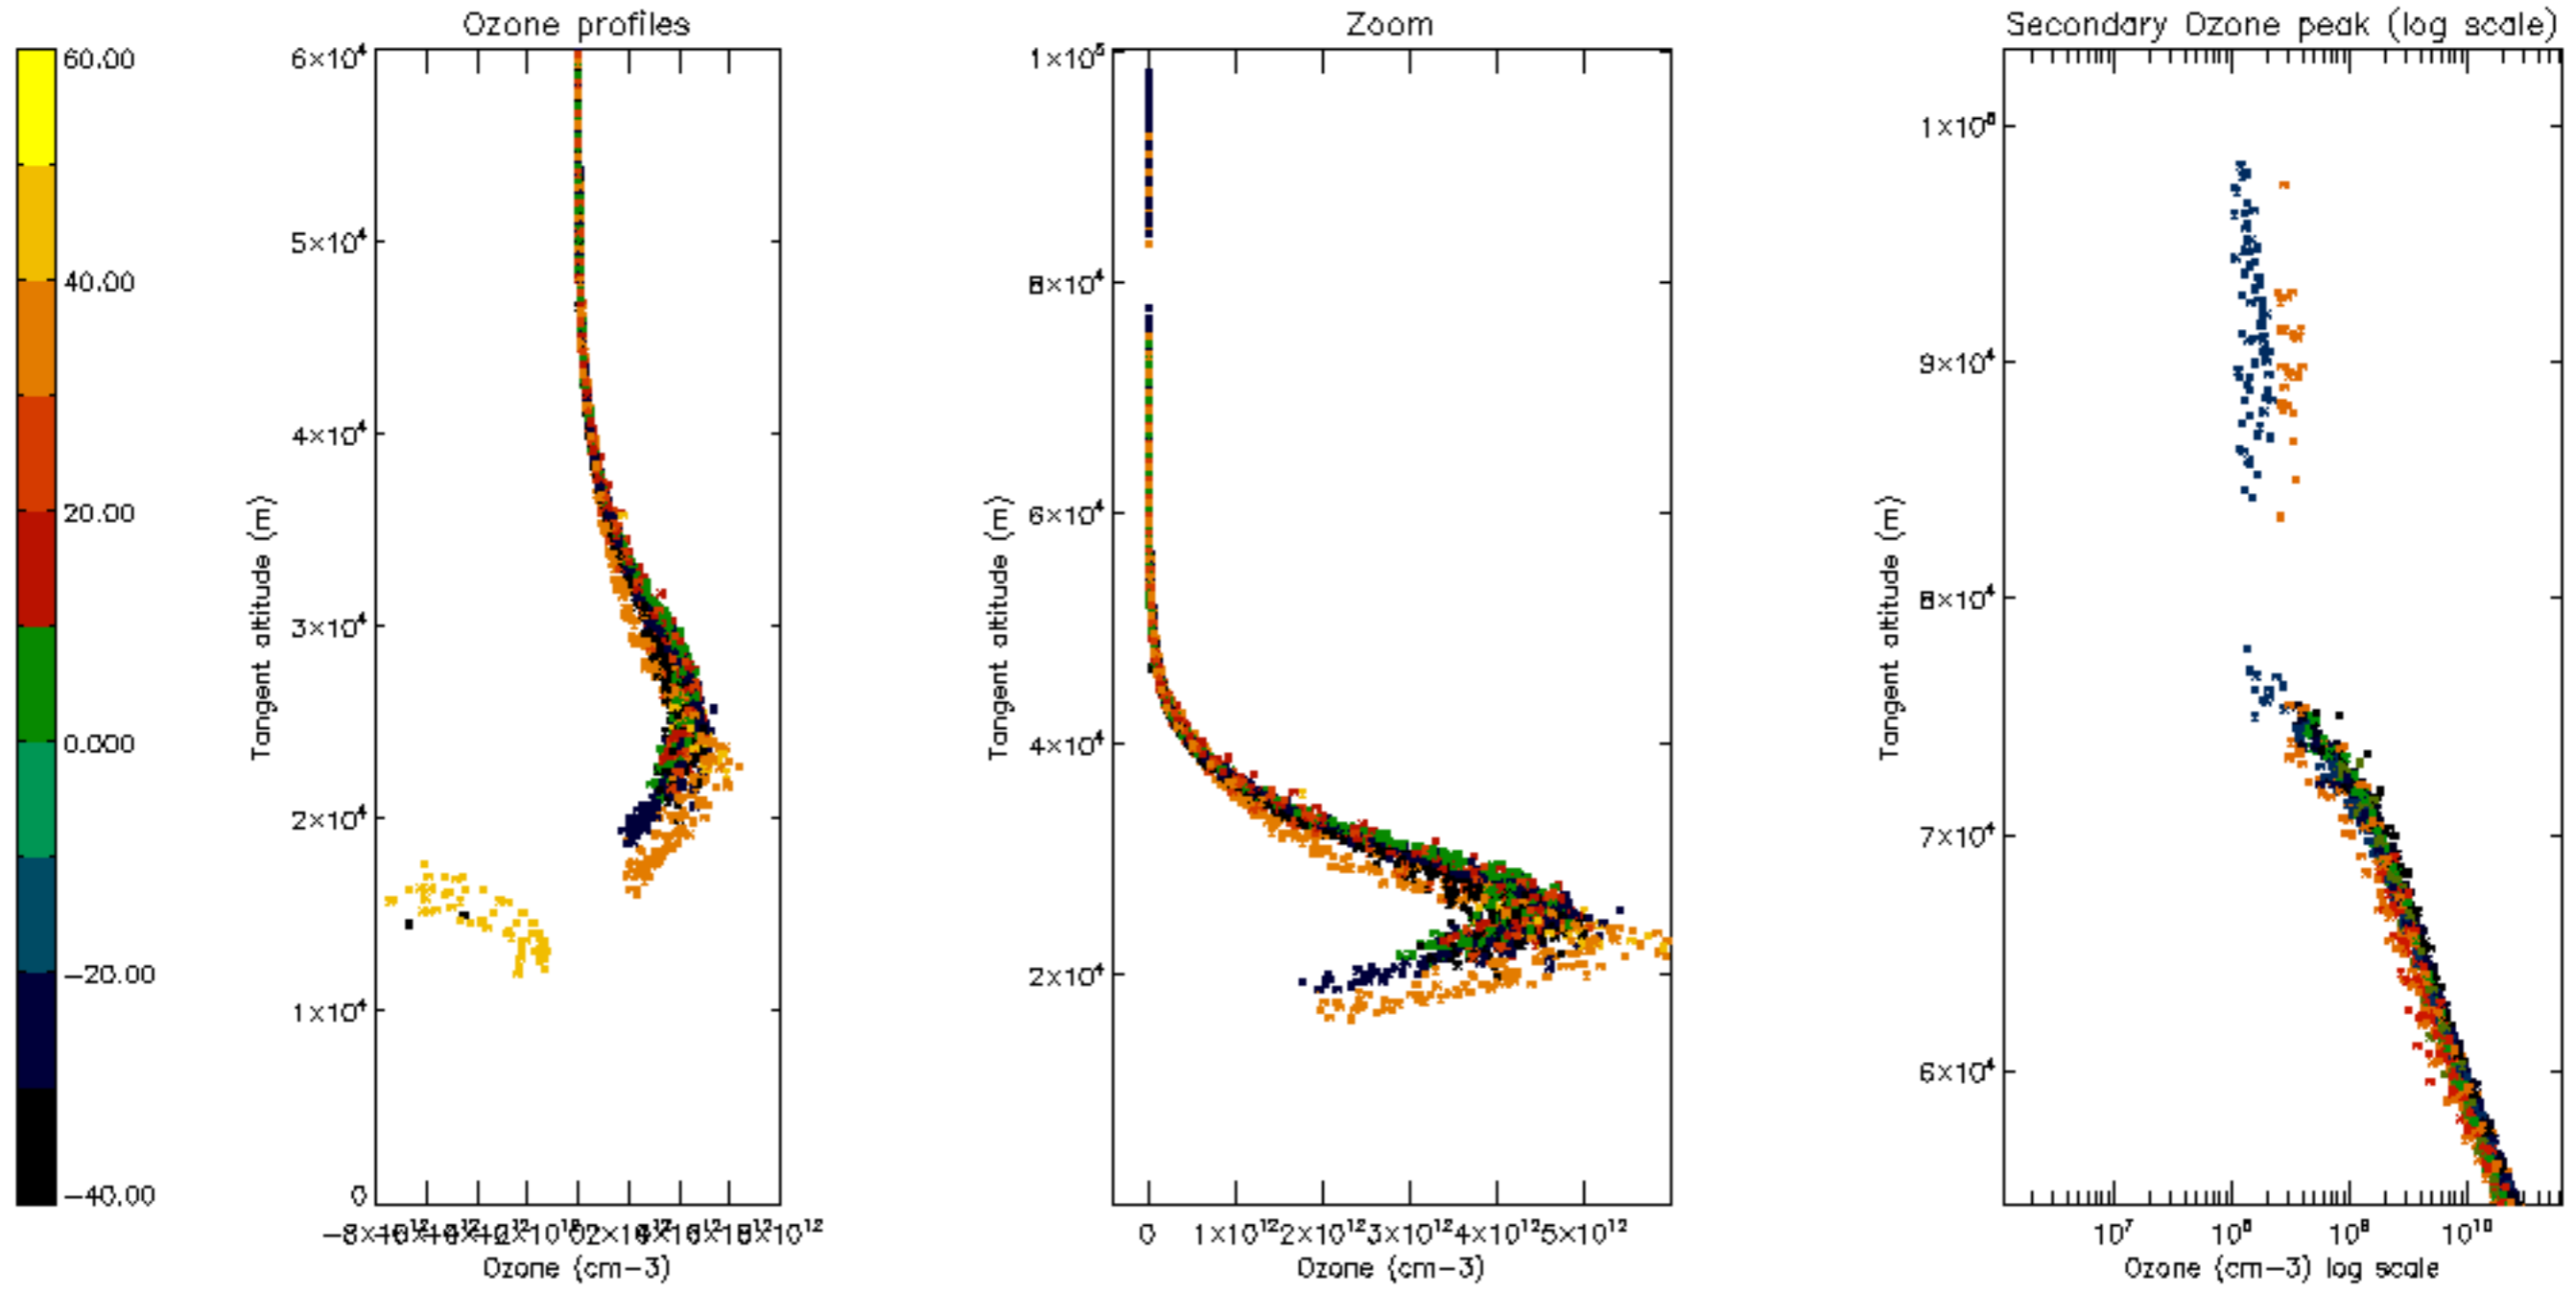 Ozone profiles
Zoom
Secondary Ozone peak (log scale)
60.00
40.00
20.00
0.000
−20.00
−40.00
Tangent altitude (m)
6×10⁴
5×10⁴
4×10⁴
3×10⁴
2×10⁴
1×10⁴
0
Ozone (cm−3)
Tangent altitude (m)
1×10⁵
8×10⁴
6×10⁴
4×10⁴
2×10⁴
0 1×10¹² 2×10¹² 3×10¹² 4×10¹² 5×10¹²
Ozone (cm−3)
Tangent altitude (m)
1×10⁵
9×10⁴
8×10⁴
7×10⁴
6×10⁴
10⁷ 10⁸ 10⁹ 10¹⁰
Ozone (cm−3) log scale